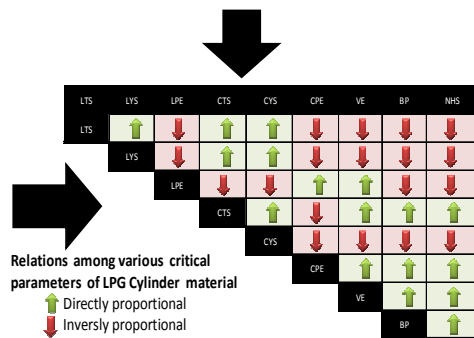 LTS LYS LPE CTS CYS CPE VE BP NHS
LTS
LYS
LPE
CTS
CYS
CPE
VE
BP
Relations among various critical
parameters of LPG Cylinder material
Directly proportional
Inversly proportional